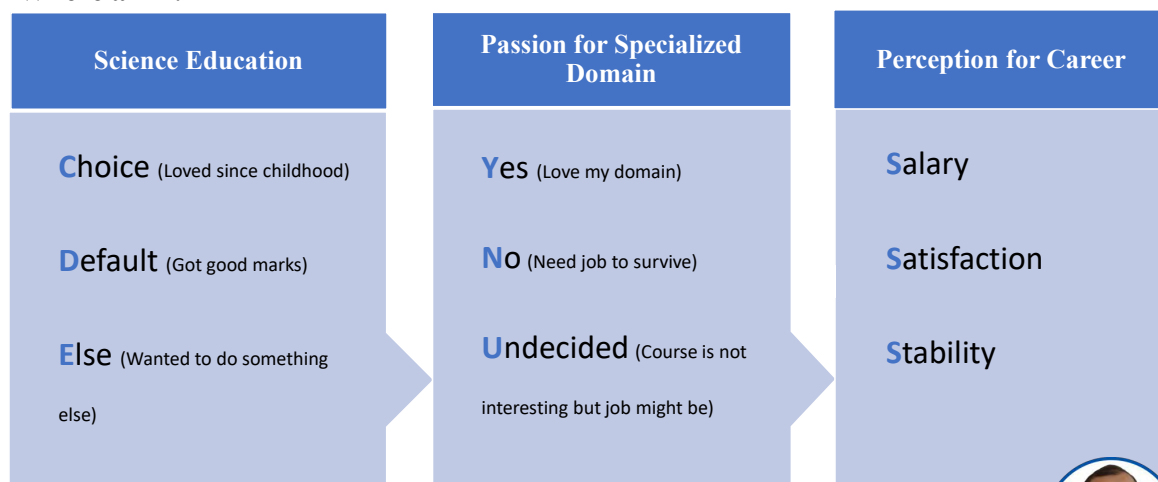 Science Education
Choice (Loved since childhood)
Default (Got good marks)
Else (Wanted to do something
else)
Passion for Specialized
Domain
Yes (Love my domain)
No (Need job to survive)
Undecided (Course is not
interesting but job might be)
Perception for Career
Salary
Satisfaction
Stability